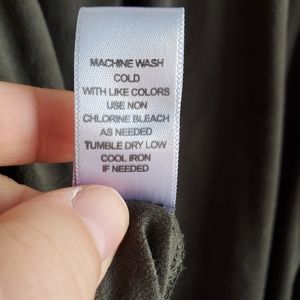 MACHINE WASH
COLD
WITH LIKE COLORS
USE NON
CHLORINE BLEACH
AS NEEDED
TUMBLE DRY LOW
COOL IRON
IF NEEDED